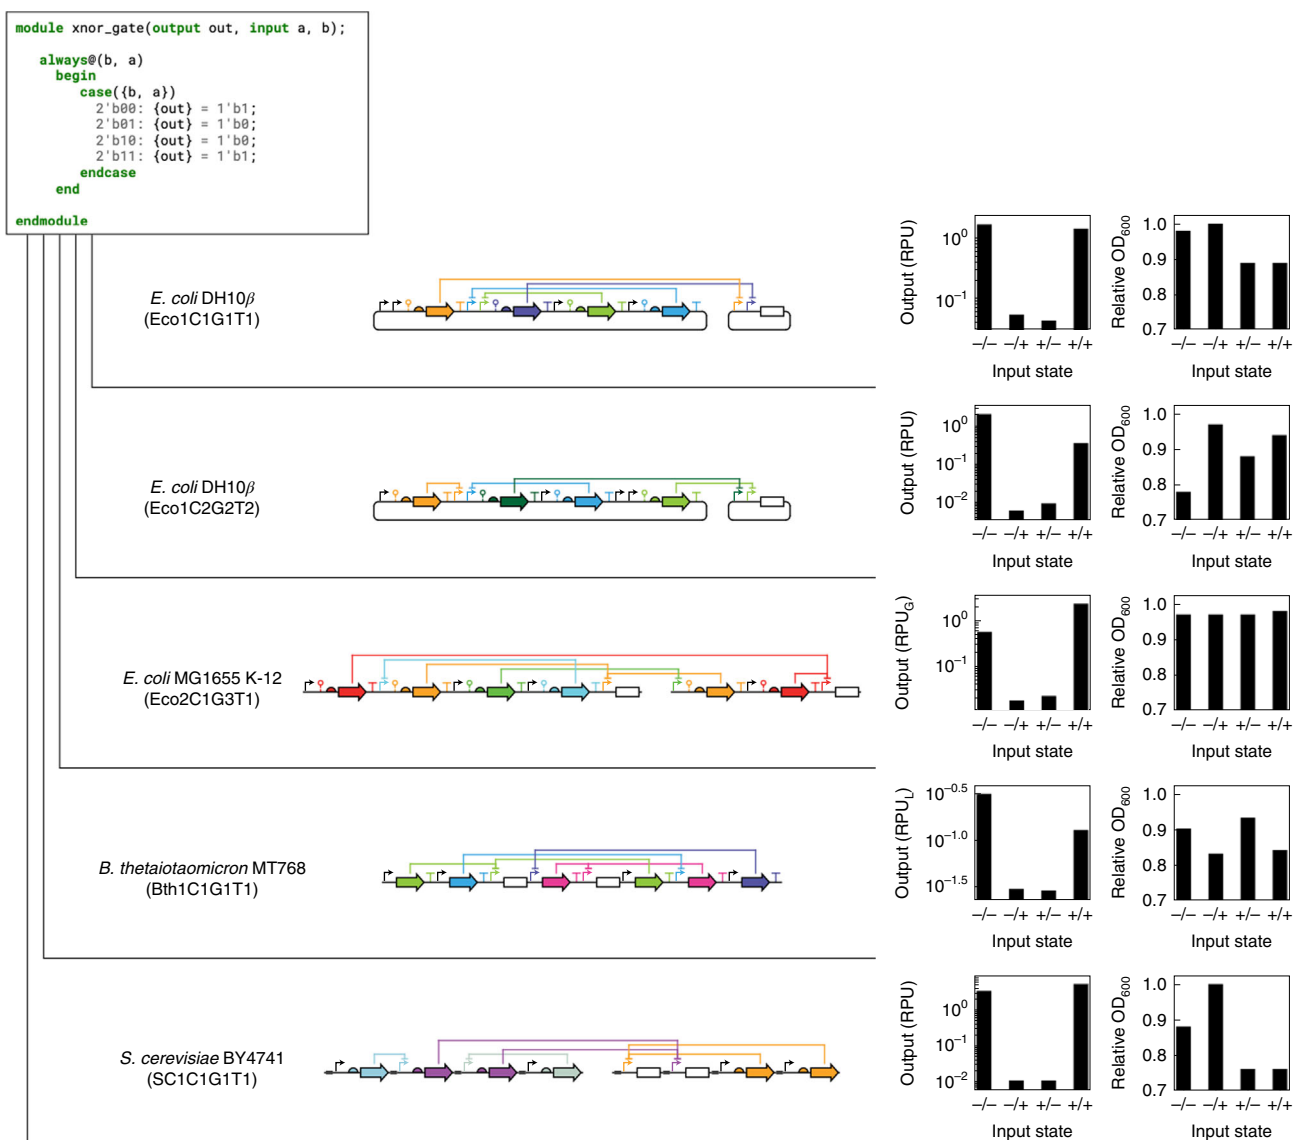 module xnor_gate(output out, input a, b);
always@(b, a)
begin
case({b, a})
2'b00: {out} = 1'b1;
2'b01: {out} = 1'b0;
2'b10: {out} = 1'b0;
2'b11: {out} = 1'b1;
endcase
end
endmodule
E. coli DH10β
(Eco1C1G1T1)
Output (RPU)
10⁰
10⁻¹
−/− −/+ +/− +/+
Input state
Relative OD₆₀₀
1.0
0.9
0.8
0.7
−/− −/+ +/− +/+
Input state
E. coli DH10β
(Eco1C2G2T2)
Output (RPU)
10⁰
10⁻¹
10⁻²
−/− −/+ +/− +/+
Input state
Relative OD₆₀₀
1.0
0.9
0.8
0.7
−/− −/+ +/− +/+
Input state
E. coli MG1655 K-12
(Eco2C1G3T1)
Output (RPU_G)
10⁰
10⁻¹
−/− −/+ +/− +/+
Input state
Relative OD₆₀₀
1.0
0.9
0.8
0.7
−/− −/+ +/− +/+
Input state
B. thetaiotaomicron MT768
(Bth1C1G1T1)
Output (RPU_L)
10⁻⁰·⁵
10⁻¹·⁰
10⁻¹·⁵
−/− −/+ +/− +/+
Input state
Relative OD₆₀₀
1.0
0.9
0.8
0.7
−/− −/+ +/− +/+
Input state
S. cerevisiae BY4741
(SC1C1G1T1)
Output (RPU)
10⁰
10⁻¹
10⁻²
−/− −/+ +/− +/+
Input state
Relative OD₆₀₀
1.0
0.9
0.8
0.7
−/− −/+ +/− +/+
Input state